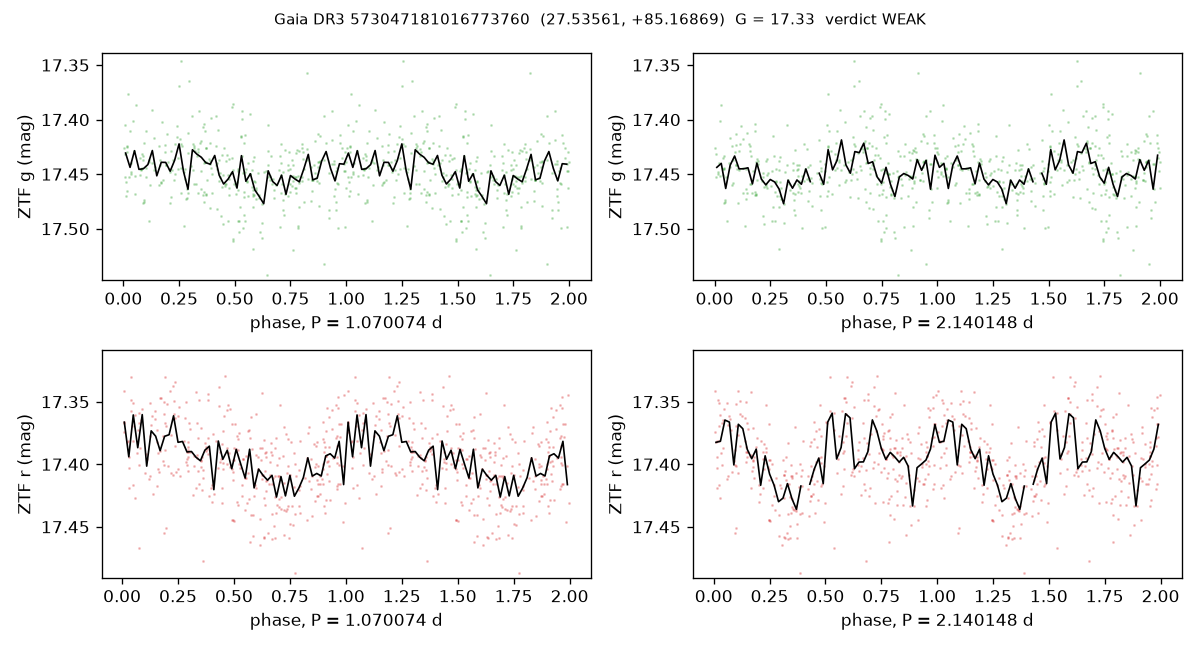 Gaia DR3 573047181016773760  (27.53561, +85.16869)  G = 17.33  verdict WEAK
17.35
17.40
17.45
17.50
ZTF g (mag)
0.00 0.25 0.50 0.75 1.00 1.25 1.50 1.75 2.00
phase, P = 1.070074 d
17.35
17.40
17.45
17.50
ZTF g (mag)
0.00 0.25 0.50 0.75 1.00 1.25 1.50 1.75 2.00
phase, P = 2.140148 d
17.35
17.40
17.45
ZTF r (mag)
0.00 0.25 0.50 0.75 1.00 1.25 1.50 1.75 2.00
phase, P = 1.070074 d
17.35
17.40
17.45
ZTF r (mag)
0.00 0.25 0.50 0.75 1.00 1.25 1.50 1.75 2.00
phase, P = 2.140148 d